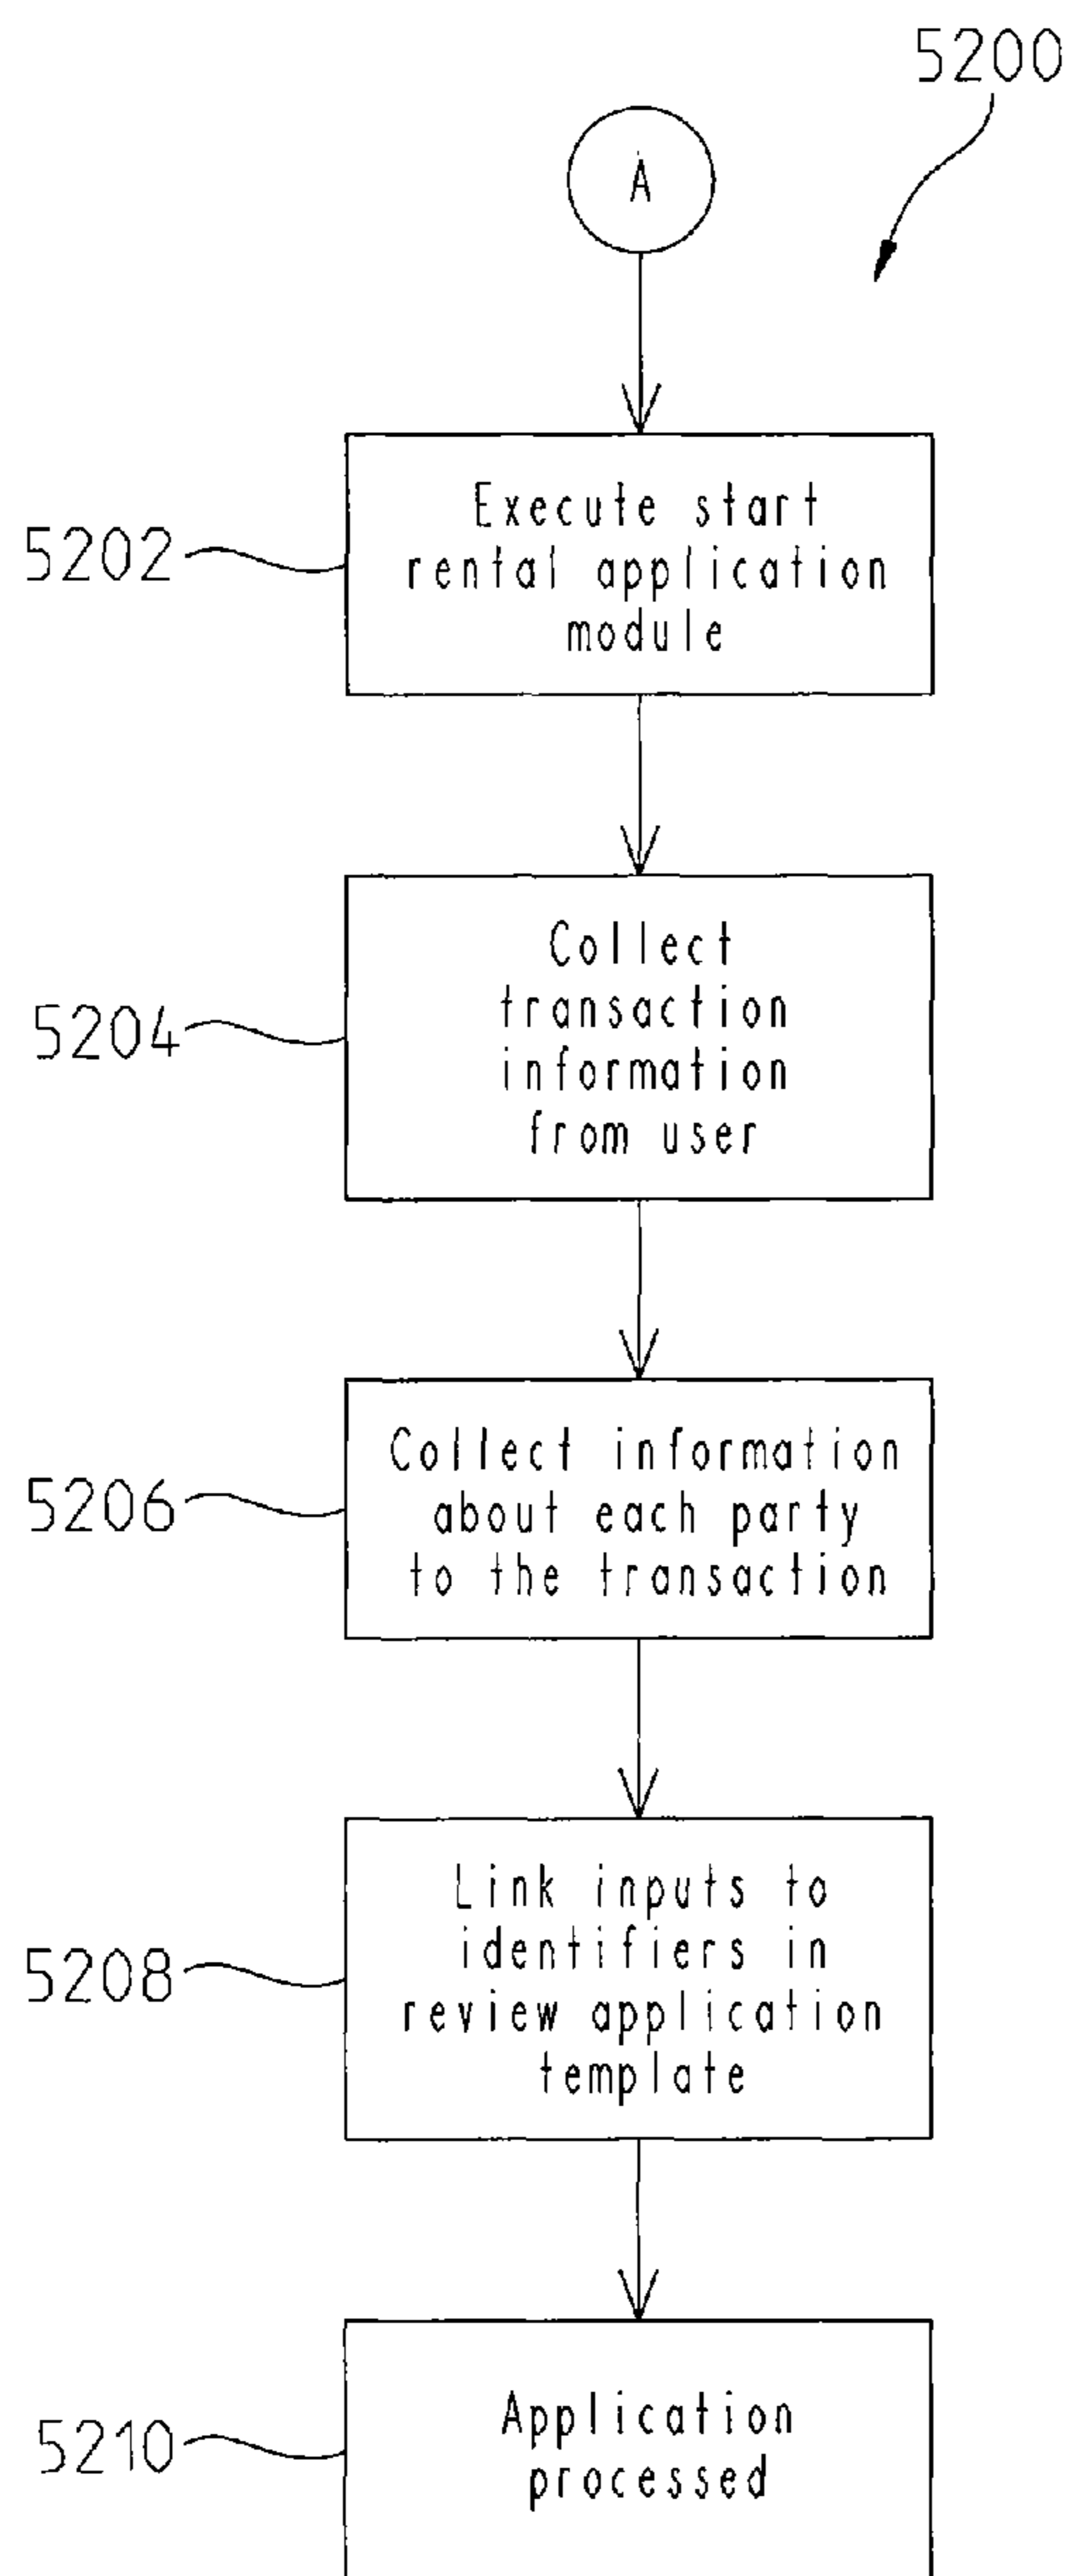 5200
A
5202
Execute start
rental application
module
5204
Collect
transaction
information
from user
5206
Collect information
about each party
to the transaction
5208
Link inputs to
identifiers in
review application
template
5210
Application
processed